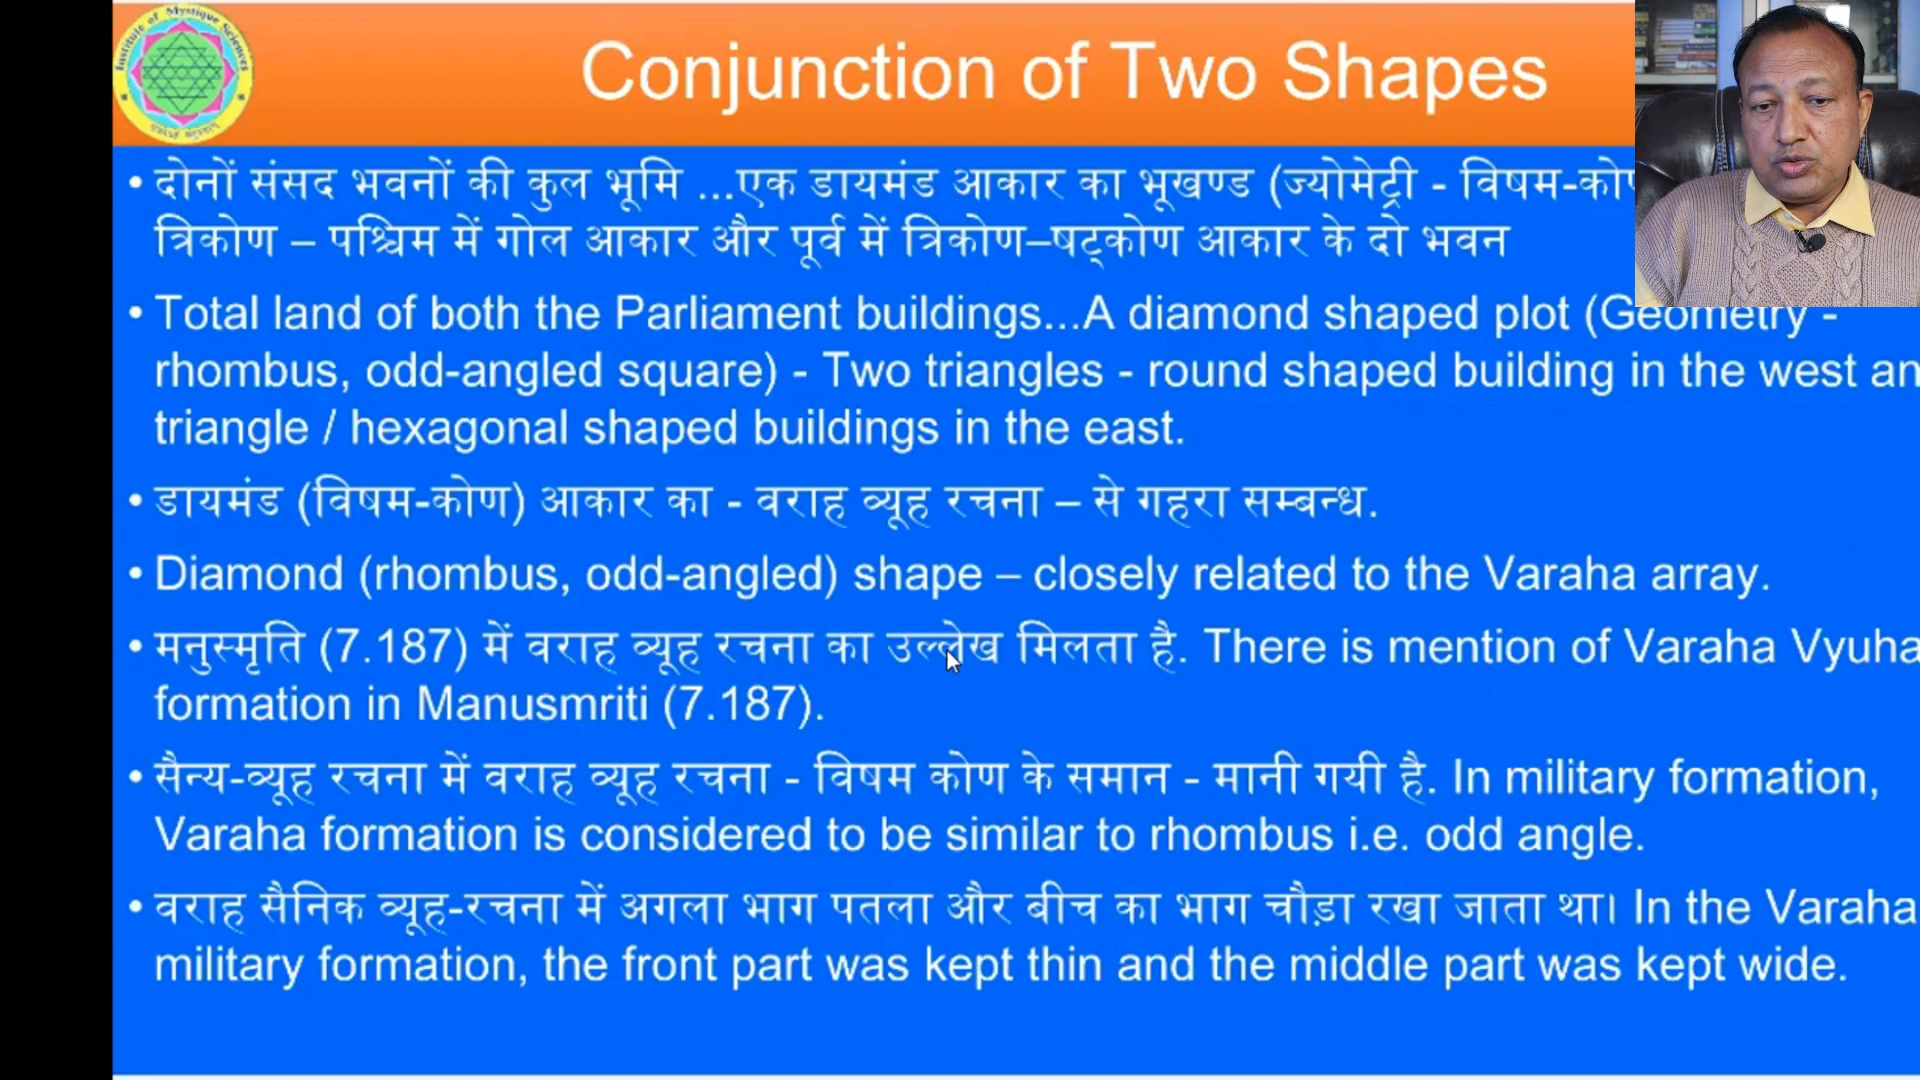 Institute of Mystique Sciences
Conjunction of Two Shapes
• दोनों संसद भवनों की कुल भूमि ...एक डायमंड आकार का भूखण्ड (ज्योमेट्री - विषम-को
त्रिकोण – पश्चिम में गोल आकार और पूर्व में त्रिकोण–षट्कोण आकार के दो भवन
• Total land of both the Parliament buildings...A diamond shaped plot (Geometry -
rhombus, odd-angled square) - Two triangles - round shaped building in the west an
triangle / hexagonal shaped buildings in the east.
• डायमंड (विषम-कोण) आकार का - वराह व्यूह रचना – से गहरा सम्बन्ध.
• Diamond (rhombus, odd-angled) shape – closely related to the Varaha array.
• मनुस्मृति (7.187) में वराह व्यूह रचना का उल्लेख मिलता है. There is mention of Varaha Vyuha
formation in Manusmriti (7.187).
• सैन्य-व्यूह रचना में वराह व्यूह रचना - विषम कोण के समान - मानी गयी है. In military formation,
Varaha formation is considered to be similar to rhombus i.e. odd angle.
• वराह सैनिक व्यूह-रचना में अगला भाग पतला और बीच का भाग चौड़ा रखा जाता था। In the Varaha
military formation, the front part was kept thin and the middle part was kept wide.